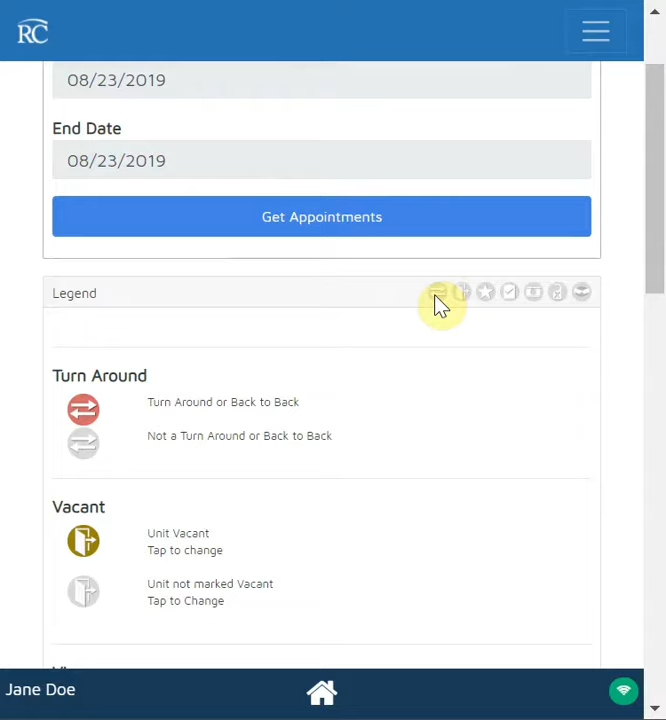 RC
08/23/2019
End Date
08/23/2019
Get Appointments
Legend
Turn Around
Turn Around or Back to Back
Not a Turn Around or Back to Back
Vacant
Unit Vacant
Tap to change
Unit not marked Vacant
Tap to Change
Jane Doe